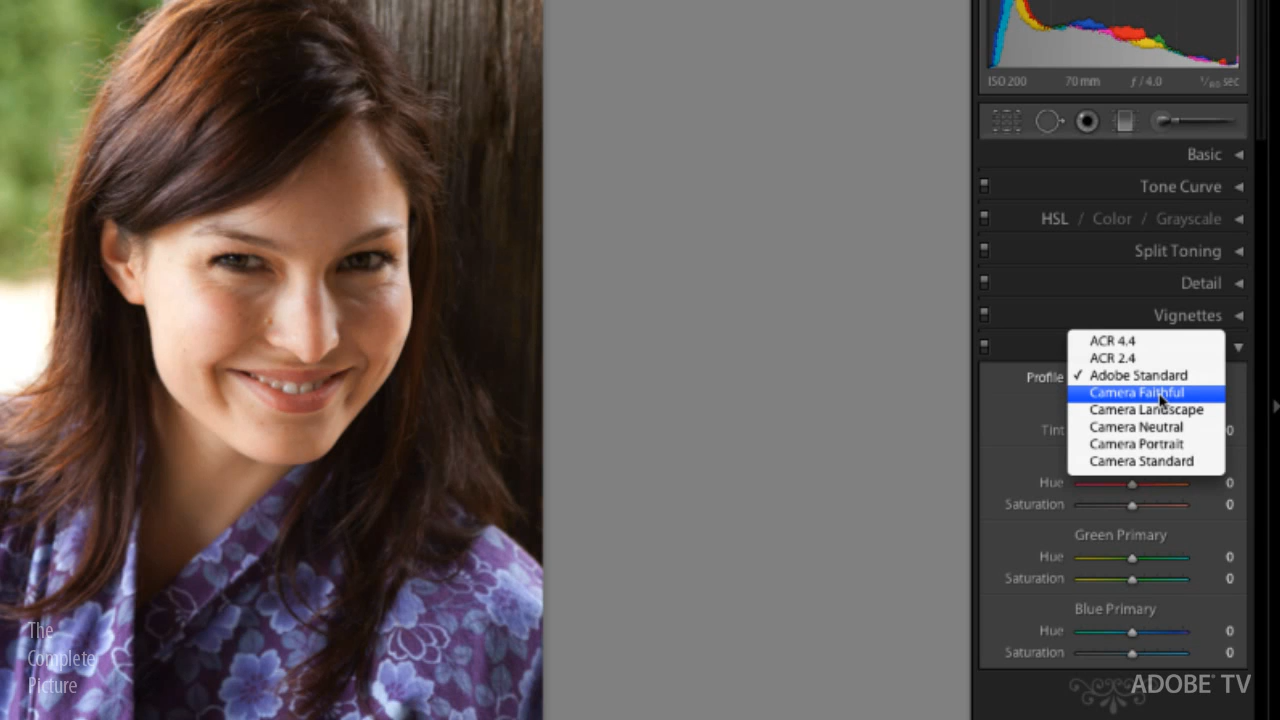 ISO 200 70 mm ƒ / 4.0 1/80 sec
Basic
Tone Curve
HSL / Color / Grayscale
Split Toning
Detail
Vignettes
ACR 4.4
ACR 2.4
Profile ✓ Adobe Standard
Camera Faithful
Camera Landscape
Tint Camera Neutral 0
Camera Portrait
Camera Standard
Hue 0
Saturation 0
Green Primary
Hue 0
Saturation 0
Blue Primary
Hue 0
Saturation 0
The
Complete
Picture
ADOBE® TV